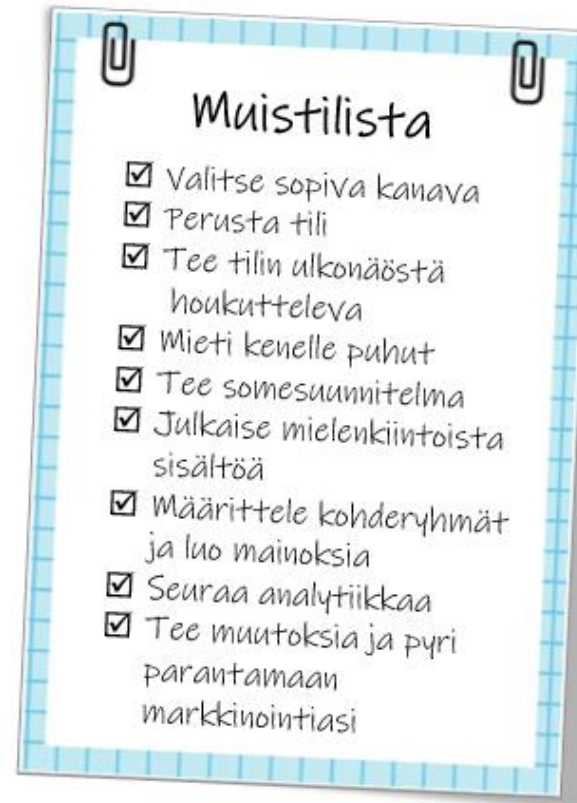 Muistilista
☑ Valitse sopiva kanava
☑ Perusta tili
☑ Tee tilin ulkonäöstä
houkutteleva
☑ Mieti kenelle puhut
☑ Tee somesuunnitelma
☑ Julkaise mielenkiintoista
sisältöä
☑ Määrittele kohderyhmät
ja luo mainoksia
☑ Seuraa analytiikkaa
☑ Tee muutoksia ja pyri
parantamaan
markkinointiasi